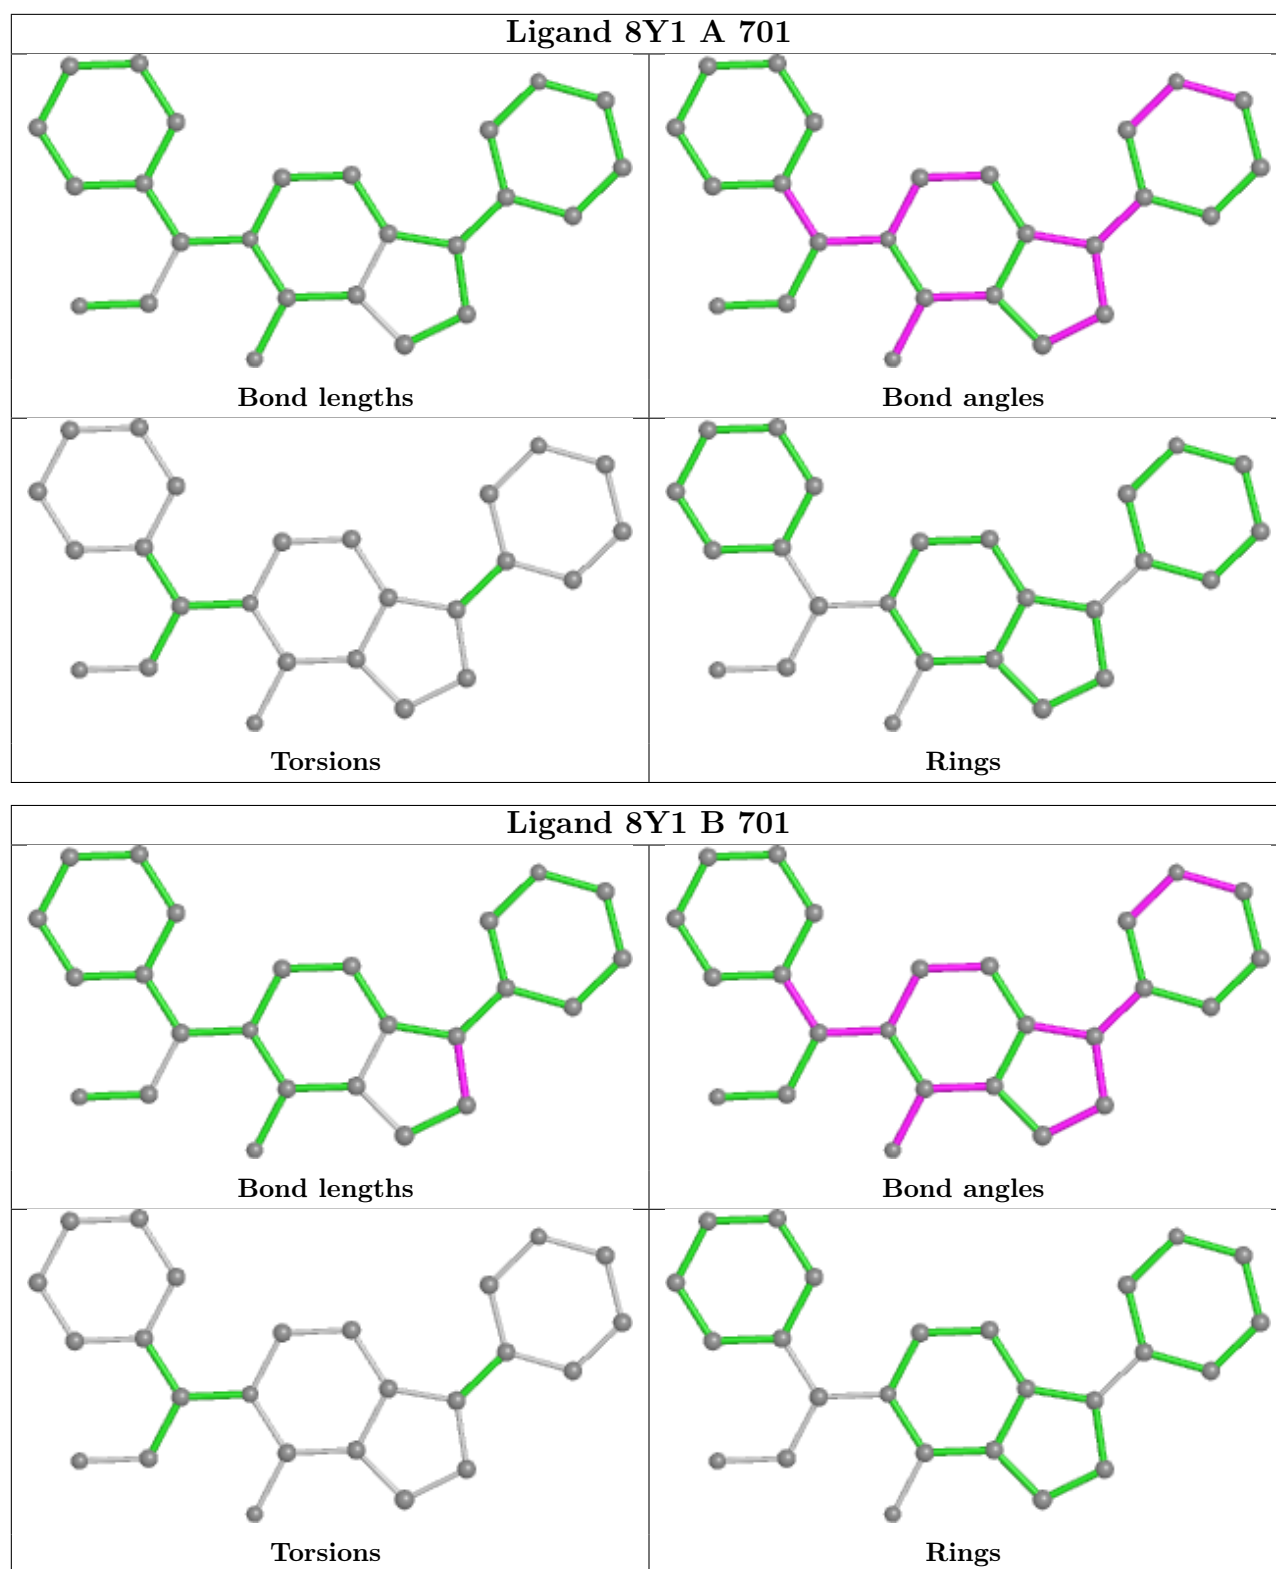 Ligand 8Y1 A 701
Bond lengths
Bond angles
Torsions
Rings
Ligand 8Y1 B 701
Bond lengths
Bond angles
Torsions
Rings